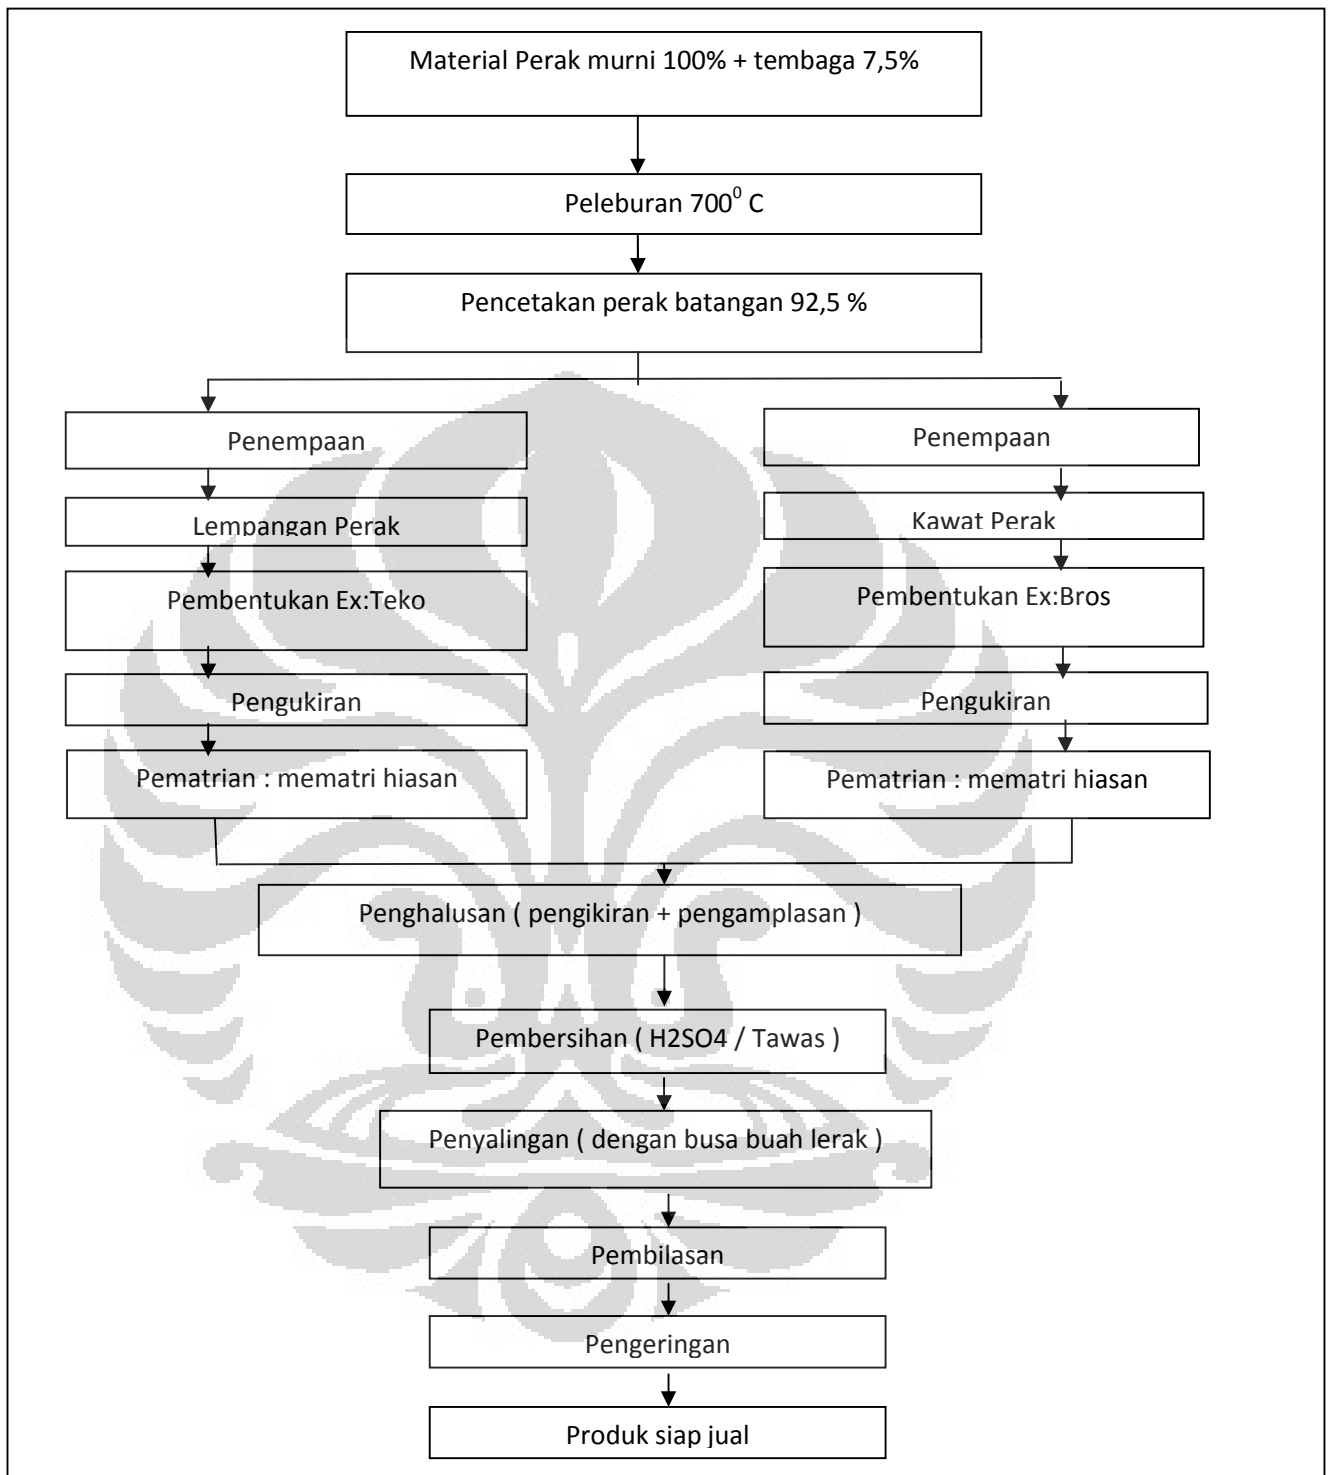 Material Perak murni 100% + tembaga 7,5%
Peleburan 700⁰ C
Pencetakan perak batangan 92,5 %
Penempaan
Lempangan Perak
Pembentukan Ex:Teko
Pengukiran
Pematrian : mematri hiasan
Penempaan
Kawat Perak
Pembentukan Ex:Bros
Pengukiran
Pematrian : mematri hiasan
Penghalusan ( pengikiran + pengamplasan )
Pembersihan ( H2SO4 / Tawas )
Penyalingan ( dengan busa buah lerak )
Pembilasan
Pengeringan
Produk siap jual